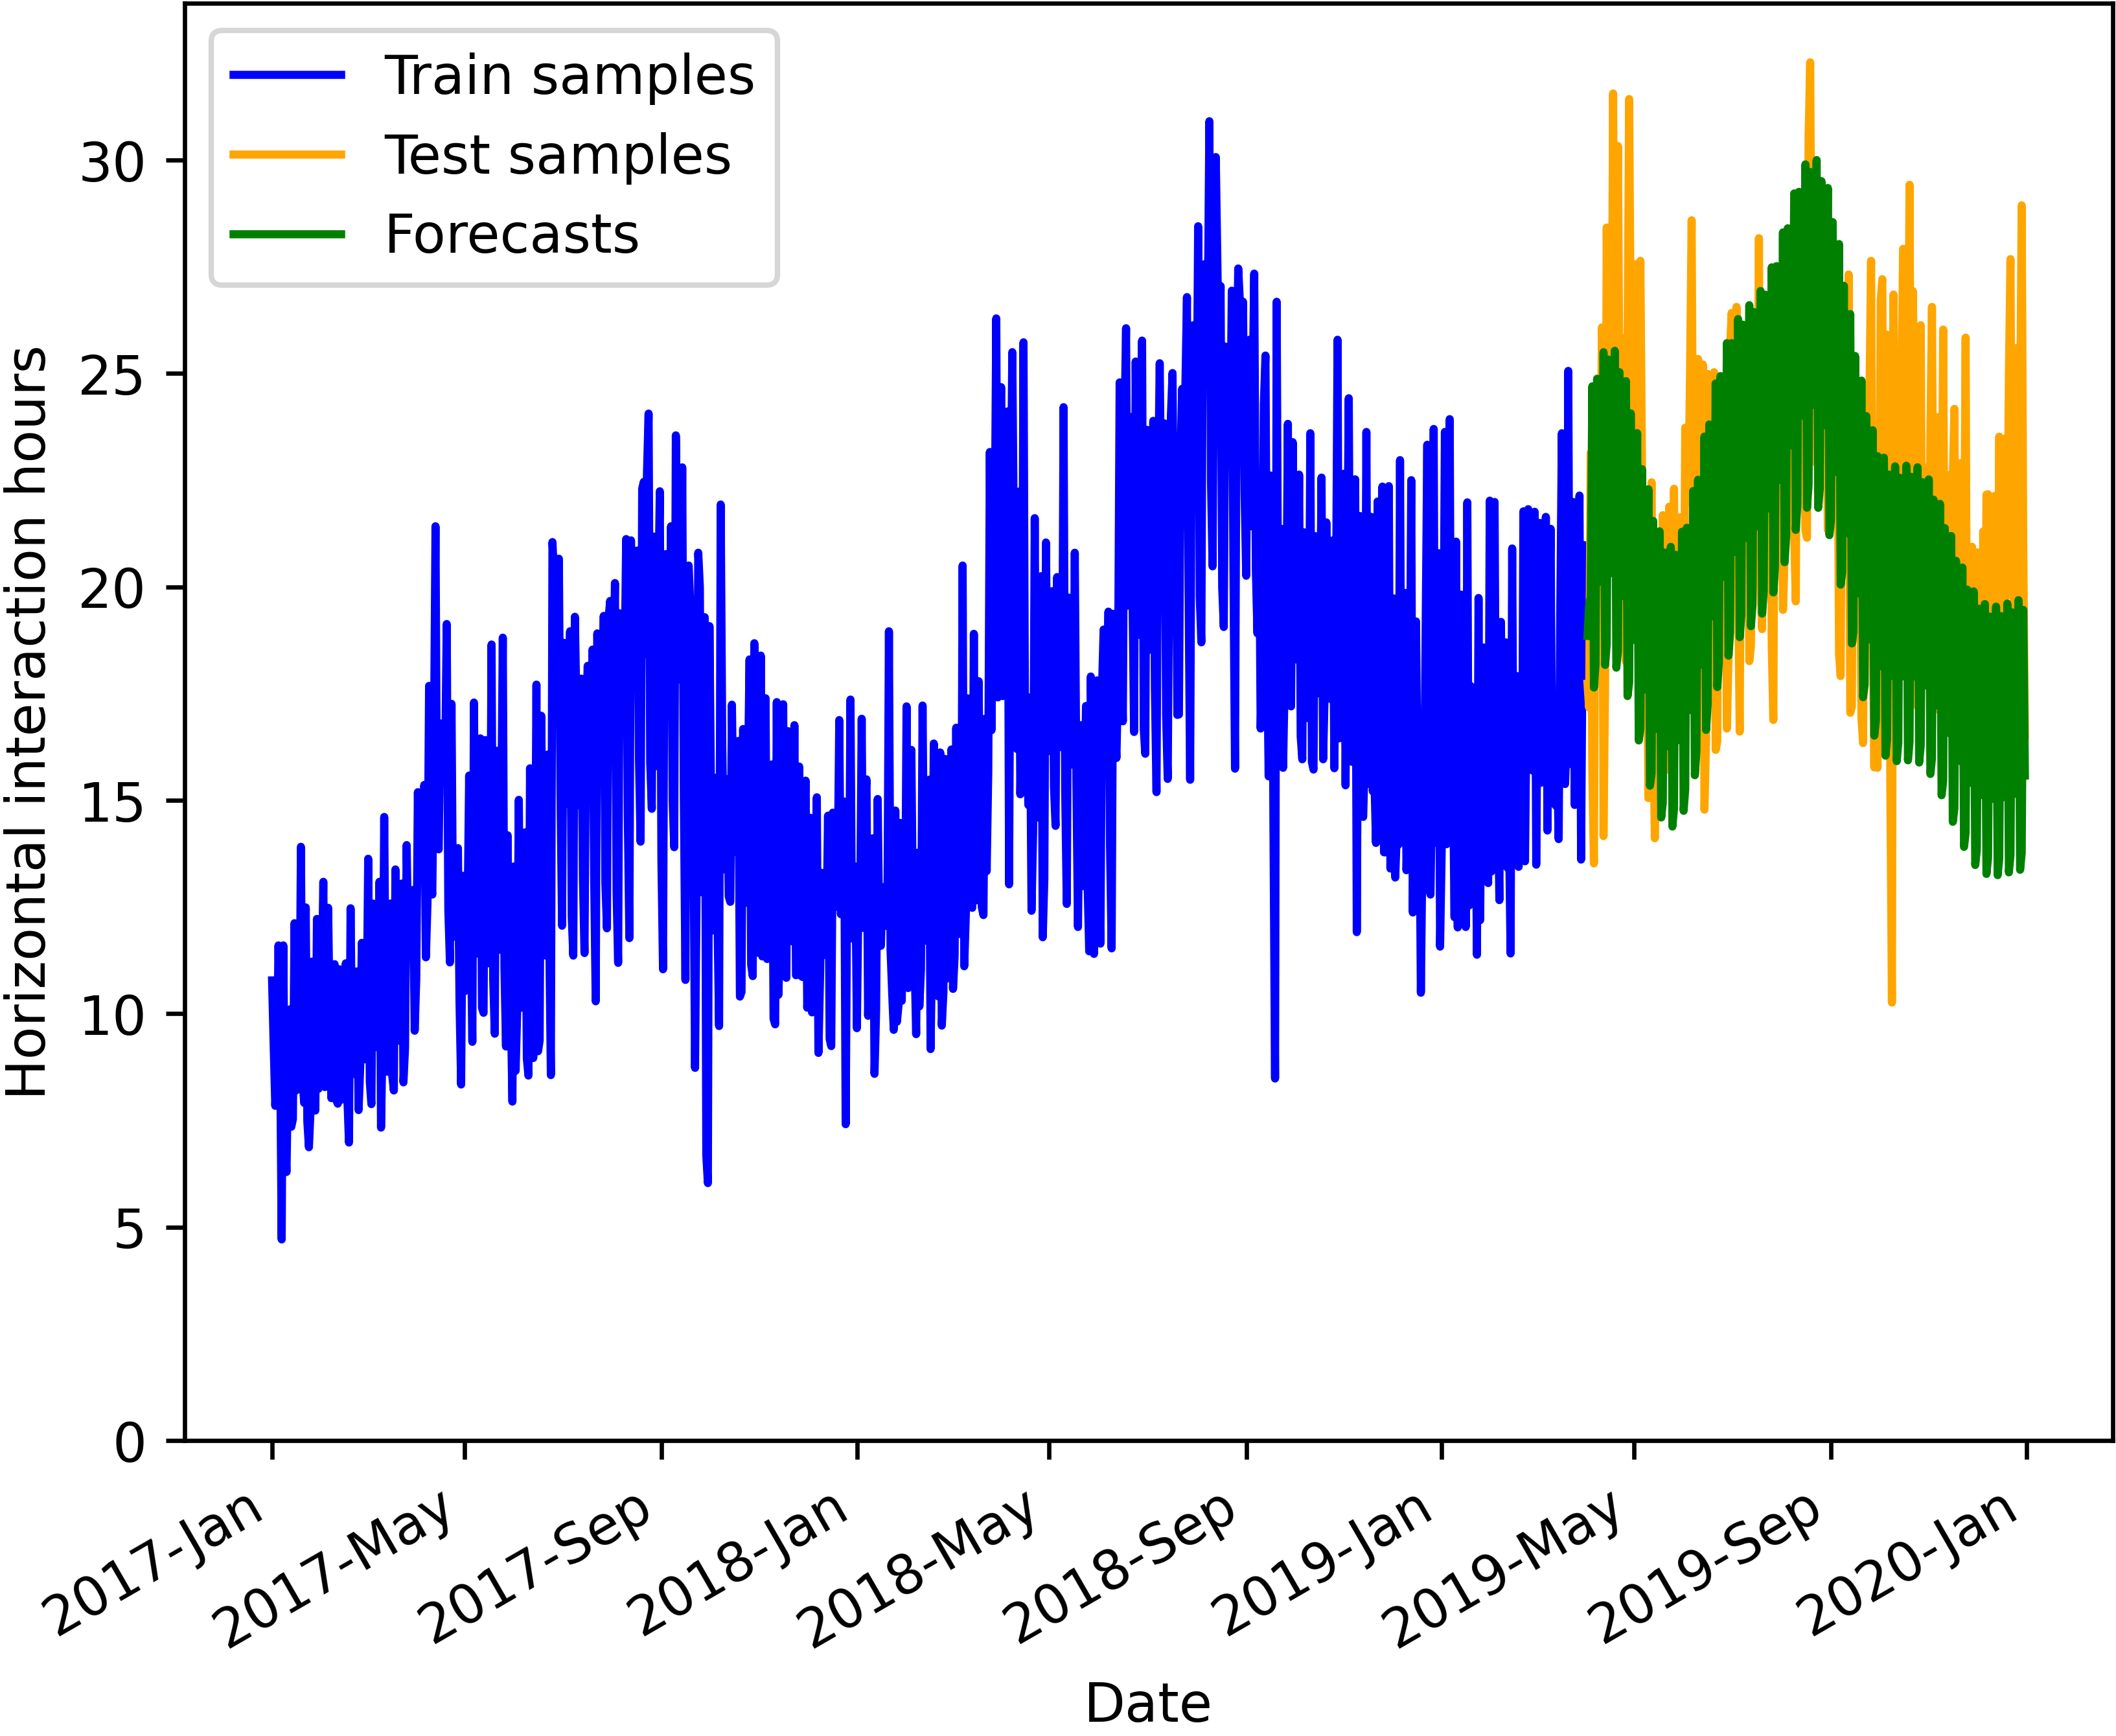 Train samples
Test samples
Forecasts
Horizontal interaction hours
30
25
20
15
10
5
0
2017-Jan
2017-May
2017-Sep
2018-Jan
2018-May
2018-Sep
2019-Jan
2019-May
2019-Sep
2020-Jan
Date